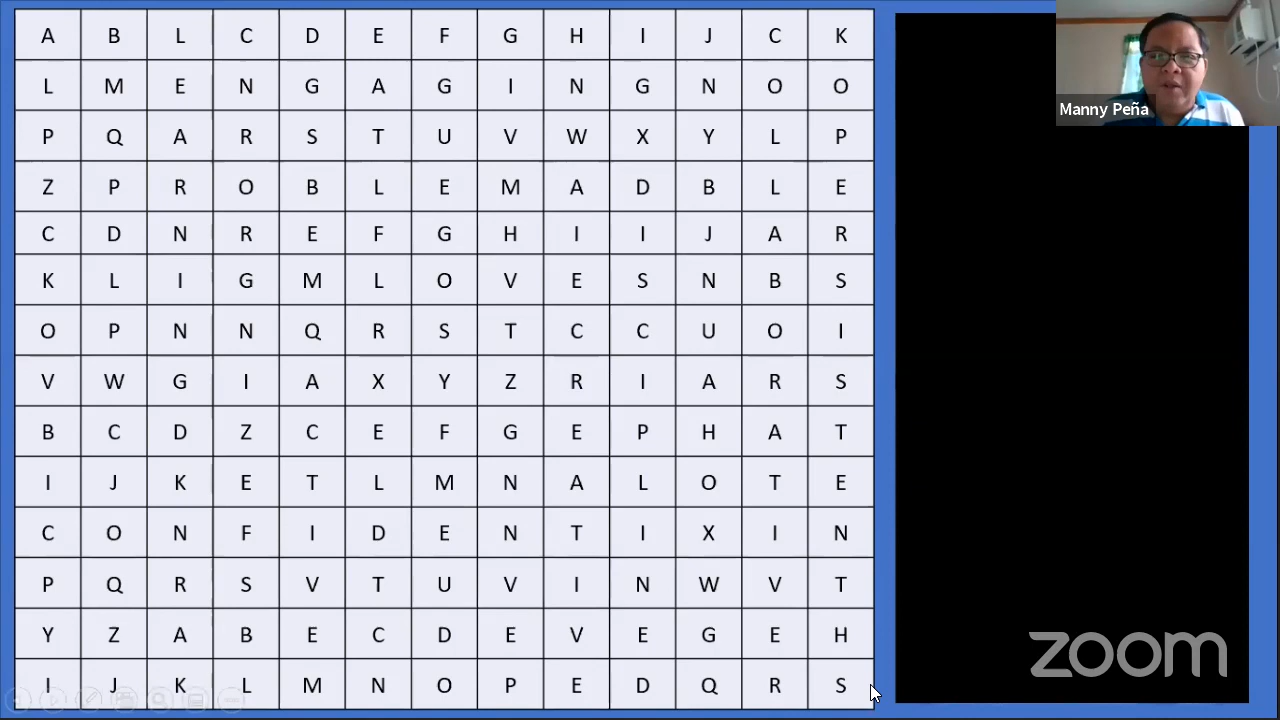 A B L C D E F G H I J C K
L M E N G A G I N G N O O
P Q A R S T U V W X Y L P
Z P R O B L E M A D B L E
C D N R E F G H I I J A R
K L I G M L O V E S N B S
O P N N Q R S T C C U O I
V W G I A X Y Z R I A R S
B C D Z C E F G E P H A T
I J K E T L M N A L O T E
C O N F I D E N T I X I N
P Q R S V T U V I N W V T
Y Z A B E C D E V E G E H
I J K L M N O P E D Q R S
Manny Peña
zoom